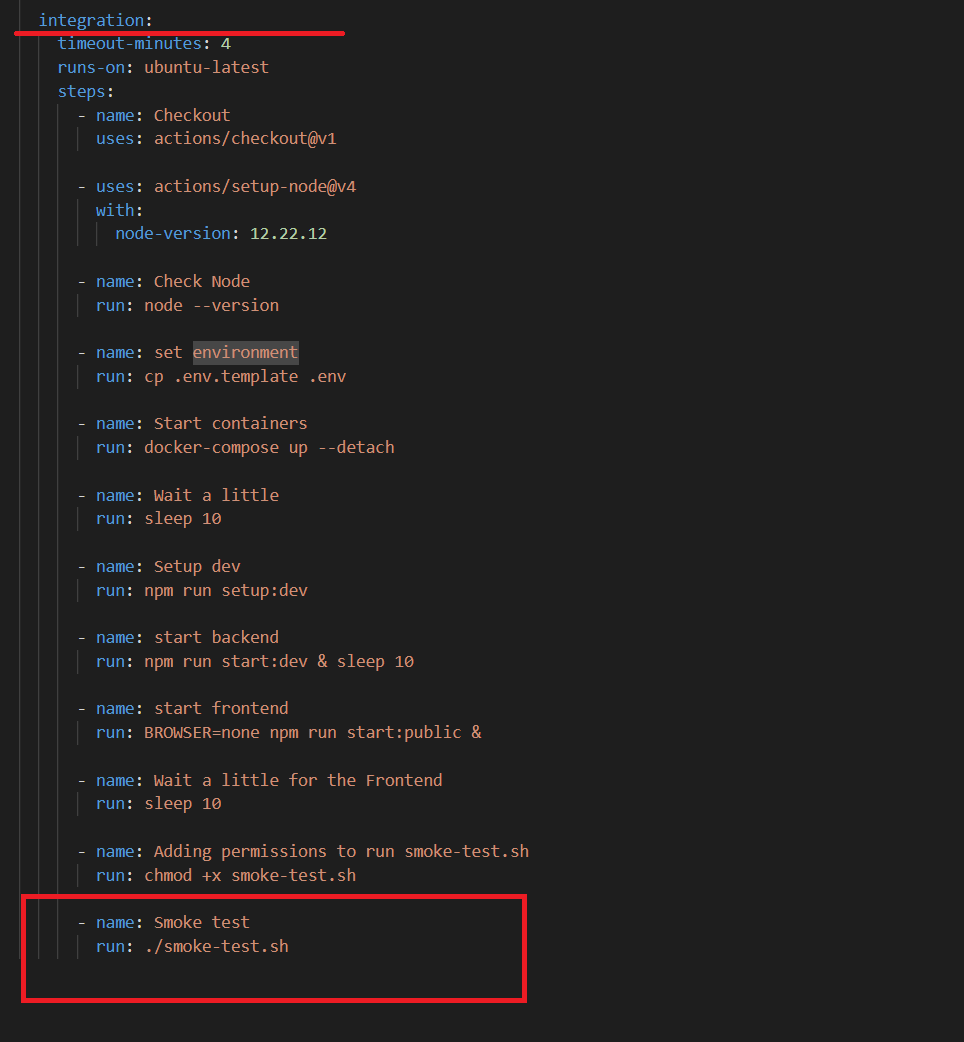 integration:
timeout-minutes: 4
runs-on: ubuntu-latest
steps:
- name: Checkout
uses: actions/checkout@v1
- uses: actions/setup-node@v4
with:
node-version: 12.22.12
- name: Check Node
run: node --version
- name: set environment
run: cp .env.template .env
- name: Start containers
run: docker-compose up --detach
- name: Wait a little
run: sleep 10
- name: Setup dev
run: npm run setup:dev
- name: start backend
run: npm run start:dev & sleep 10
- name: start frontend
run: BROWSER=none npm run start:public &
- name: Wait a little for the Frontend
run: sleep 10
- name: Adding permissions to run smoke-test.sh
run: chmod +x smoke-test.sh
- name: Smoke test
run: ./smoke-test.sh